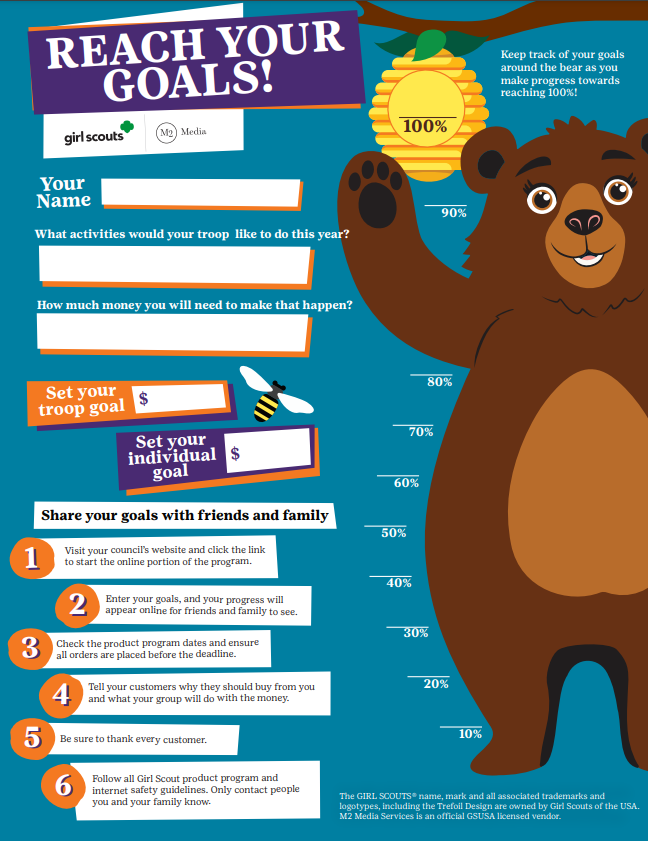 REACH YOUR
GOALS!
girl scouts
M2 Media
Keep track of your goals
around the bear as you
make progress towards
reaching 100%!
100%
90%
80%
70%
60%
50%
40%
30%
20%
10%
Your
Name
What activities would your troop like to do this year?
How much money you will need to make that happen?
Set your
troop goal
$
Set your
individual
goal
$
Share your goals with friends and family
1
Visit your council's website and click the link
to start the online portion of the program.
2
Enter your goals, and your progress will
appear online for friends and family to see.
3
Check the product program dates and ensure
all orders are placed before the deadline.
4
Tell your customers why they should buy from you
and what your group will do with the money.
5
Be sure to thank every customer.
6
Follow all Girl Scout product program and
internet safety guidelines. Only contact people
you and your family know.
The GIRL SCOUTS® name, mark and all associated trademarks and
logotypes, including the Trefoil Design are owned by Girl Scouts of the USA.
M2 Media Services is an official GSUSA licensed vendor.